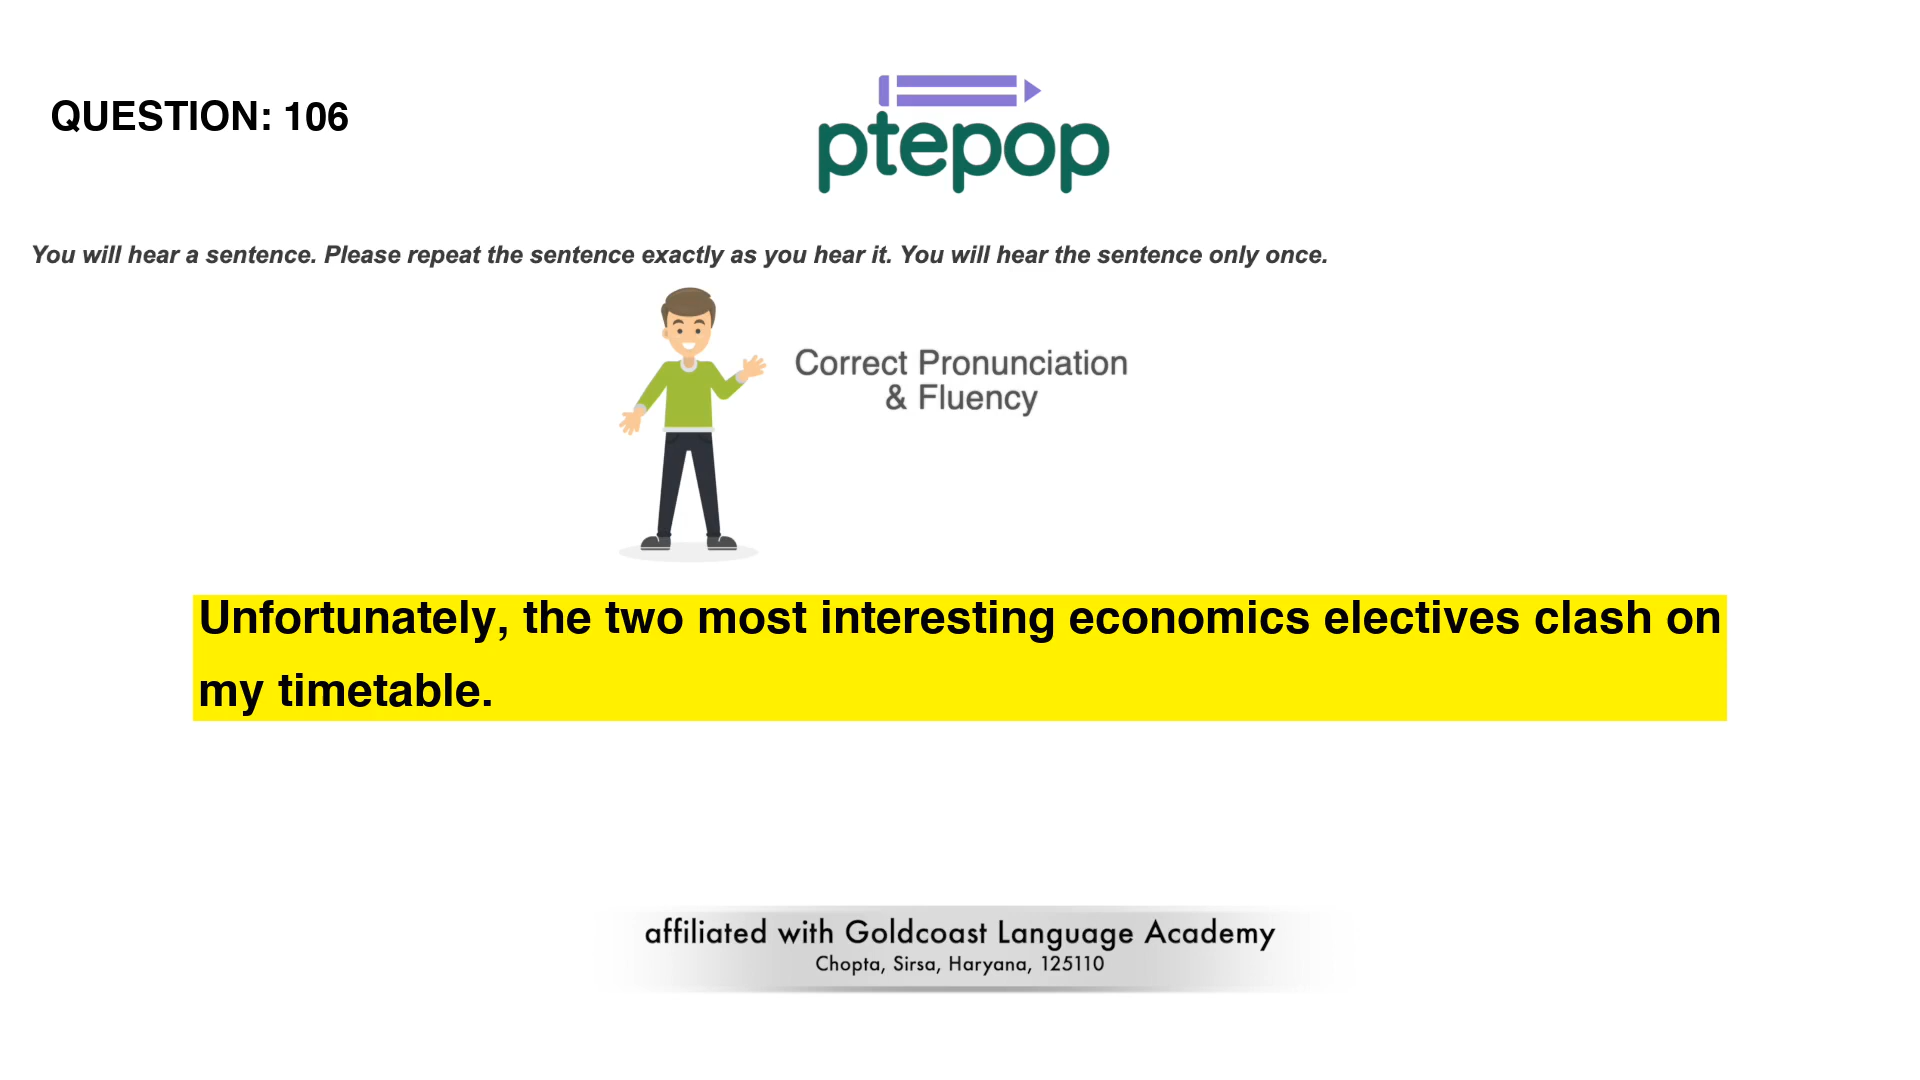 QUESTION: 106
ptepop
You will hear a sentence. Please repeat the sentence exactly as you hear it. You will hear the sentence only once.
Correct Pronunciation
& Fluency
Unfortunately, the two most interesting economics electives clash on
my timetable.
affiliated with Goldcoast Language Academy
Chopta, Sirsa, Haryana, 125110